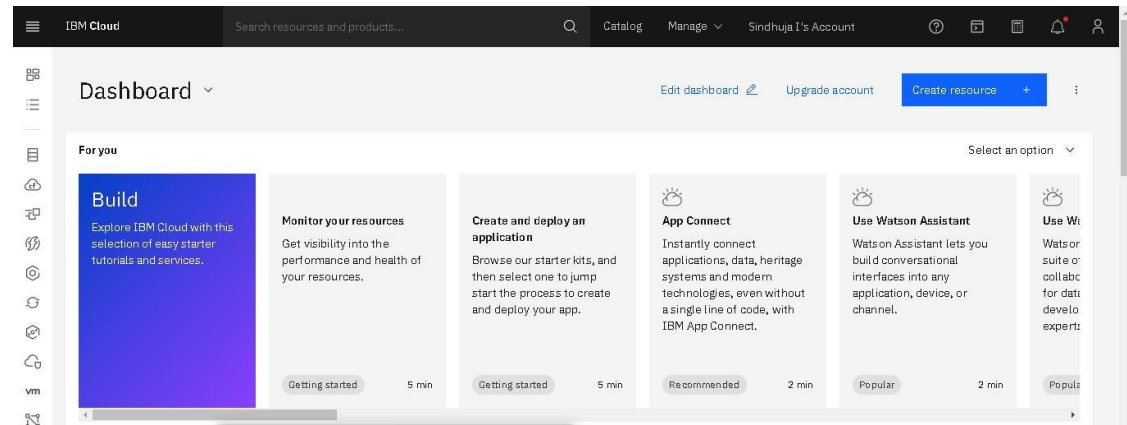 IBM Cloud
Search resources and products...
Catalog
Manage
Sindhuja I's Account
Dashboard
Edit dashboard
Upgrade account
Create resource +
For you
Select an option
Build
Explore IBM Cloud with this
selection of easy starter
tutorials and services.
Monitor your resources
Get visibility into the
performance and health of
your resources.
Getting started
5 min
Create and deploy an
application
Browse our starter kits, and
then select one to jump
start the process to create
and deploy your app.
Getting started
5 min
App Connect
Instantly connect
applications, data, heritage
systems and modern
technologies, even without
a single line of code, with
IBM App Connect.
Recommended
2 min
Use Watson Assistant
Watson Assistant lets you
build conversational
interfaces into any
application, device, or
channel.
Popular
2 min
Use
suite
for
vm